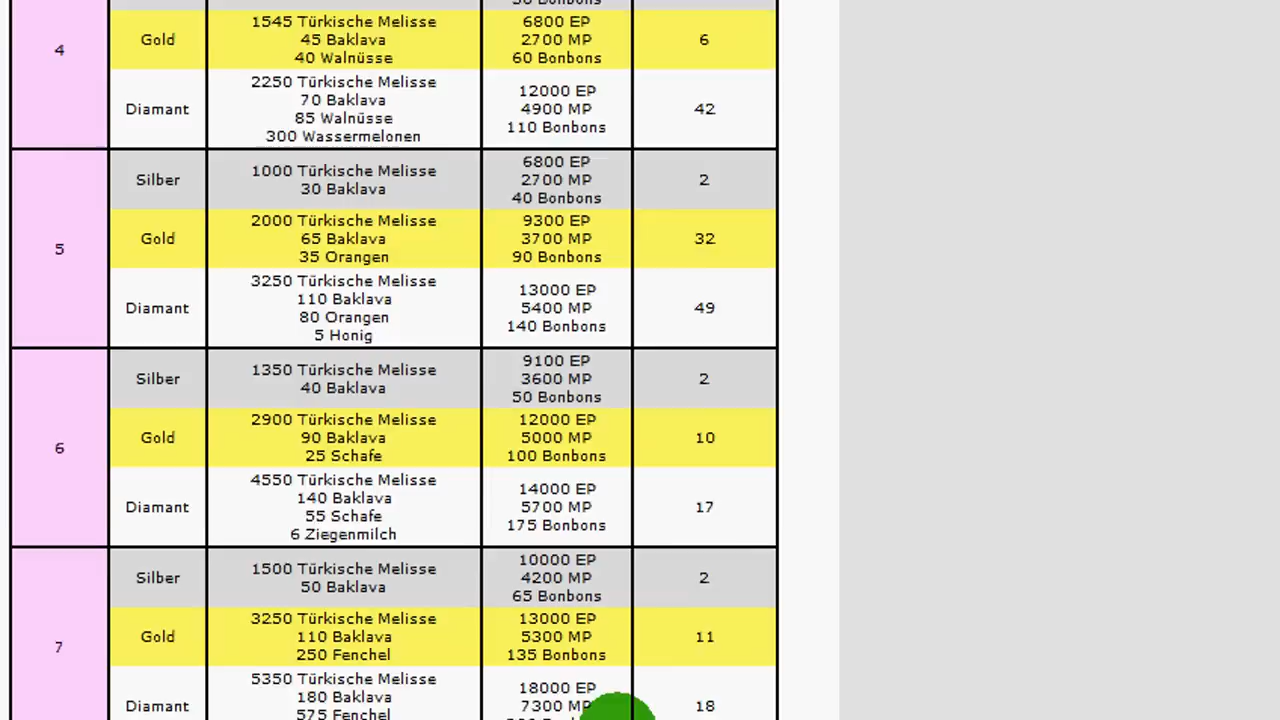 4
Gold
1545 Türkische Melisse
45 Baklava
40 Walnüsse
6800 EP
2700 MP
60 Bonbons
6
Diamant
2250 Türkische Melisse
70 Baklava
85 Walnüsse
300 Wassermelonen
12000 EP
4900 MP
110 Bonbons
42
5
Silber
1000 Türkische Melisse
30 Baklava
6800 EP
2700 MP
40 Bonbons
2
Gold
2000 Türkische Melisse
65 Baklava
35 Orangen
9300 EP
3700 MP
90 Bonbons
32
Diamant
3250 Türkische Melisse
110 Baklava
80 Orangen
5 Honig
13000 EP
5400 MP
140 Bonbons
49
6
Silber
1350 Türkische Melisse
40 Baklava
9100 EP
3600 MP
50 Bonbons
2
Gold
2900 Türkische Melisse
90 Baklava
25 Schafe
12000 EP
5000 MP
100 Bonbons
10
Diamant
4550 Türkische Melisse
140 Baklava
55 Schafe
6 Ziegenmilch
14000 EP
5700 MP
175 Bonbons
17
7
Silber
1500 Türkische Melisse
50 Baklava
10000 EP
4200 MP
65 Bonbons
2
Gold
3250 Türkische Melisse
110 Baklava
250 Fenchel
13000 EP
5300 MP
135 Bonbons
11
Diamant
5350 Türkische Melisse
180 Baklava
575 Fenchel
18000 EP
7300 MP
18